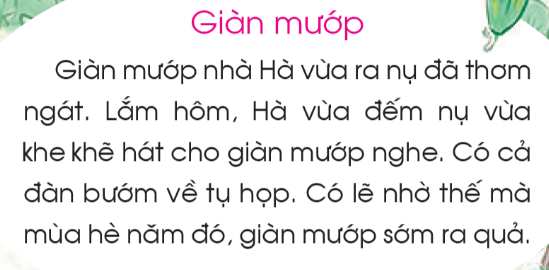 Giàn mướp
Giàn mướp nhà Hà vừa ra nụ đã thơm
ngát. Lắm hôm, Hà vừa đếm nụ vừa
khe khẽ hát cho giàn mướp nghe. Có cả
đàn bướm về tụ họp. Có lẽ nhờ thế mà
mùa hè năm đó, giàn mướp sớm ra quả.